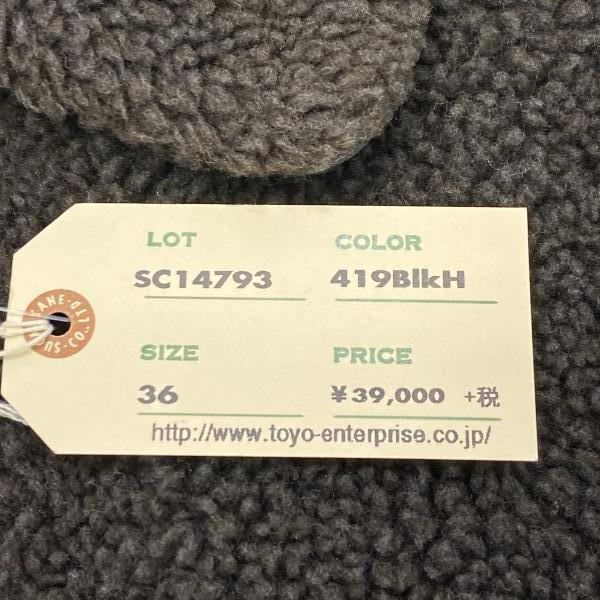 LOT COLOR
SC14793 419BlkH
SIZE PRICE
36 ¥39,000 +税
http://www.toyo-enterprise.co.jp/